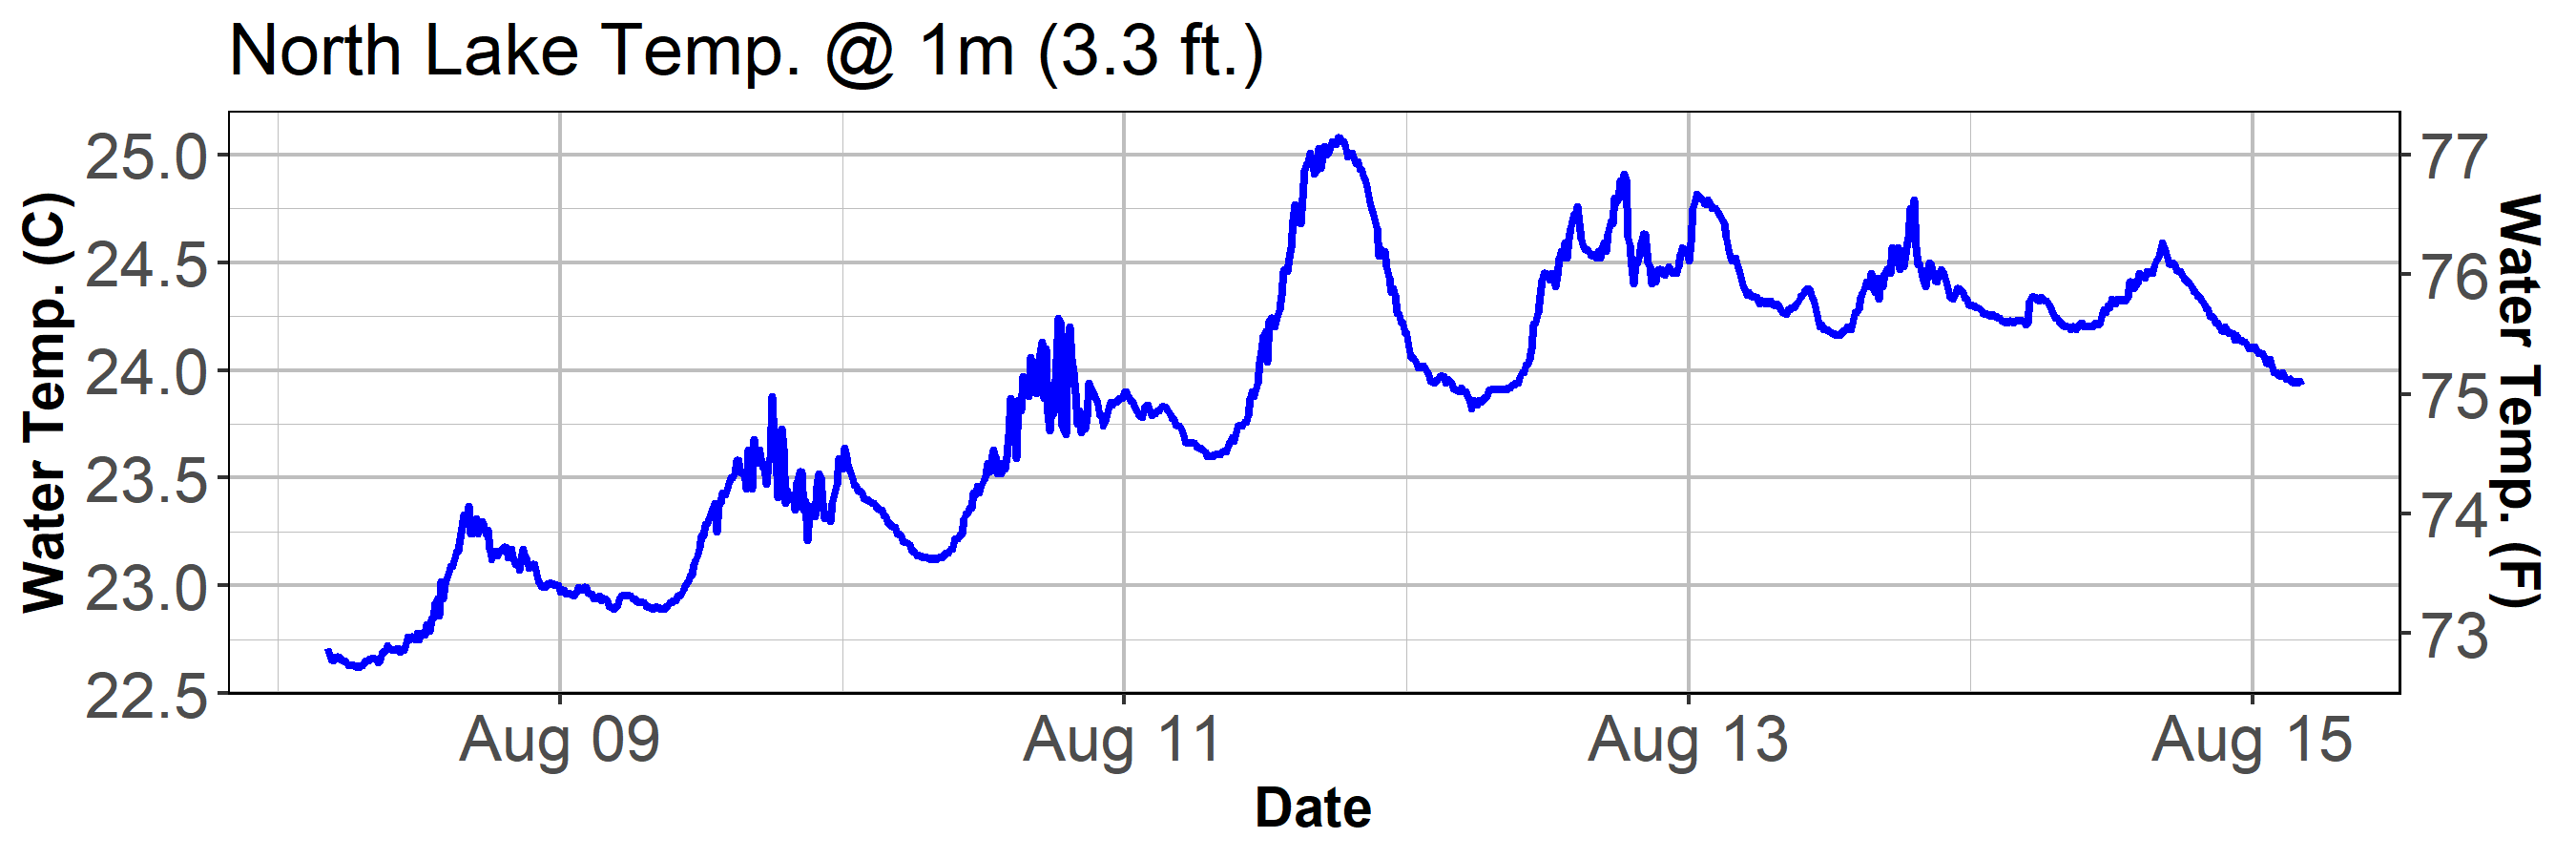 North Lake Temp. @ 1m (3.3 ft.)
Water Temp. (C)
25.0
24.5
24.0
23.5
23.0
22.5
77
76
75
74
73
Water Temp. (F)
Aug 09 Aug 11 Aug 13 Aug 15
Date